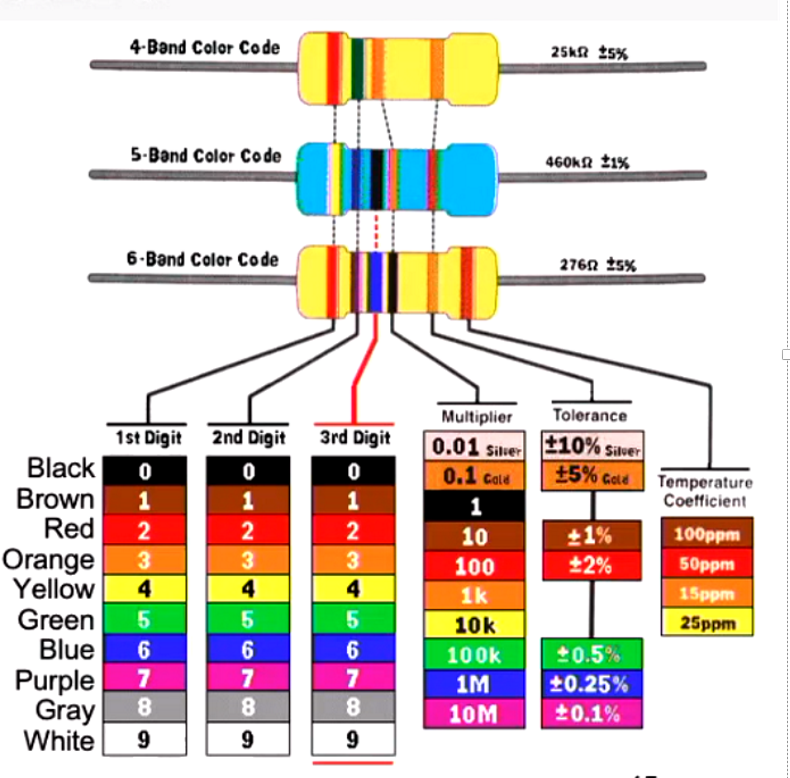 4-Band Color Code
25kΩ ±5%
5-Band Color Code
460kΩ ±1%
6-Band Color Code
276Ω ±5%
1st Digit 2nd Digit 3rd Digit Multiplier Tolerance Temperature Coefficient
0.01 Silver ±10% Silver
0.1 Gold ±5% Gold
Black 0 0 0 1
Brown 1 1 1 10 ±1% 100ppm
Red 2 2 2 100 ±2% 50ppm
Orange 3 3 3 1k 15ppm
Yellow 4 4 4 10k 25ppm
Green 5 5 5 100k ±0.5%
Blue 6 6 6 1M ±0.25%
Purple 7 7 7 10M ±0.1%
Gray 8 8 8
White 9 9 9